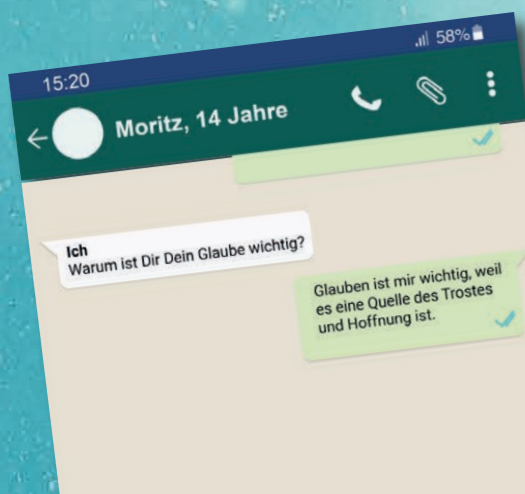 15:20
58%
Moritz, 14 Jahre
Ich
Warum ist Dir Dein Glaube wichtig?
Glauben ist mir wichtig, weil
es eine Quelle des Trostes
und Hoffnung ist.